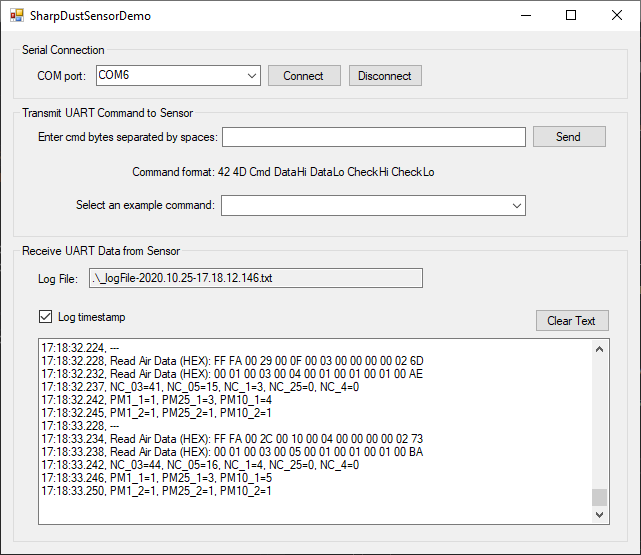 SharpDustSensorDemo
Serial Connection
COM port: COM6 Connect Disconnect
Transmit UART Command to Sensor
Enter cmd bytes separated by spaces: Send
Command format: 42 4D Cmd DataHi DataLo CheckHi CheckLo
Select an example command:
Receive UART Data from Sensor
Log File: .\_logFile-2020.10.25-17.18.12.146.txt
Log timestamp Clear Text
17:18:32.224, ---
17:18:32.228, Read Air Data (HEX): FF FA 00 29 00 0F 00 03 00 00 00 00 02 6D
17:18:32.232, Read Air Data (HEX): 00 01 00 03 00 04 00 01 00 01 00 01 00 AE
17:18:32.237, NC_03=41, NC_05=15, NC_1=3, NC_25=0, NC_4=0
17:18:32.242, PM1_1=1, PM25_1=3, PM10_1=4
17:18:32.245, PM1_2=1, PM25_2=1, PM10_2=1
17:18:33.228, ---
17:18:33.234, Read Air Data (HEX): FF FA 00 2C 00 10 00 04 00 00 00 00 02 73
17:18:33.238, Read Air Data (HEX): 00 01 00 03 00 05 00 01 00 01 00 01 00 BA
17:18:33.242, NC_03=44, NC_05=16, NC_1=4, NC_25=0, NC_4=0
17:18:33.246, PM1_1=1, PM25_1=3, PM10_1=5
17:18:33.250, PM1_2=1, PM25_2=1, PM10_2=1